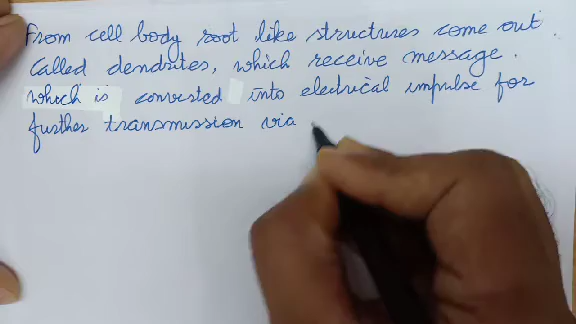 From cell body root like structures come out.
Called dendrites, which receive message.
which is converted into electrical impulse for
further transmission via